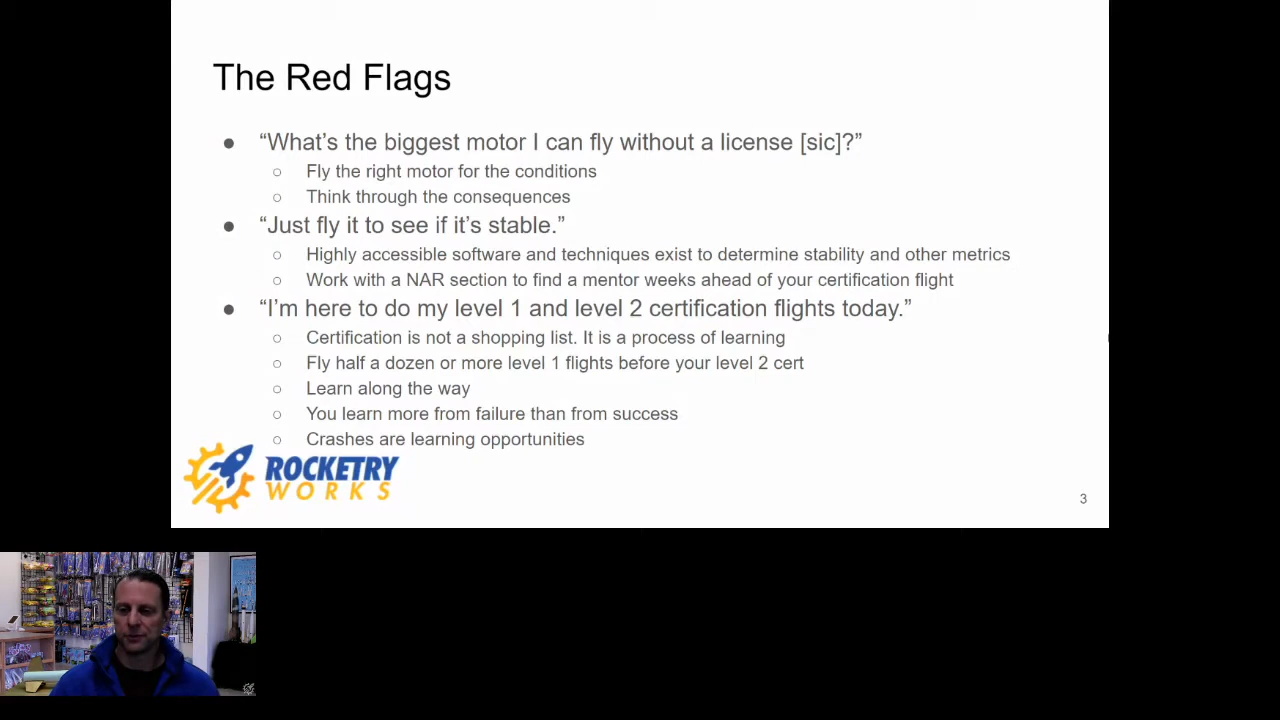 The Red Flags
● “What’s the biggest motor I can fly without a license [sic]?”
○ Fly the right motor for the conditions
○ Think through the consequences
● “Just fly it to see if it’s stable.”
○ Highly accessible software and techniques exist to determine stability and other metrics
○ Work with a NAR section to find a mentor weeks ahead of your certification flight
● “I’m here to do my level 1 and level 2 certification flights today.”
○ Certification is not a shopping list. It is a process of learning
○ Fly half a dozen or more level 1 flights before your level 2 cert
○ Learn along the way
○ You learn more from failure than from success
○ Crashes are learning opportunities
ROCKETRY
WORKS
3